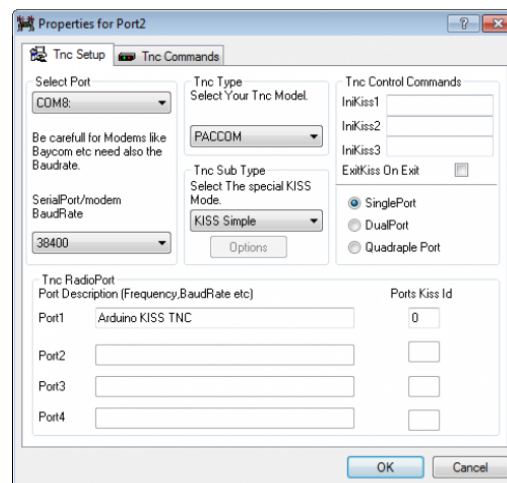 Properties for Port2
Tnc Setup
Tnc Commands
Select Port
COM8:
Be carefull for Modems like
Baycom etc need also the
Baudrate.
SerialPort/modem
BaudRate
38400
Tnc Type
Select Your Tnc Model.
PACCOM
Tnc Sub Type
Select The special KISS
Mode.
KISS Simple
Options
Tnc Control Commands
IniKiss1
IniKiss2
IniKiss3
ExitKiss On Exit
SinglePort
DualPort
Quadraple Port
Tnc RadioPort
Port Description (Frequency,BaudRate etc)
Ports Kiss Id
Port1
Arduino KISS TNC
0
Port2
Port3
Port4
OK
Cancel